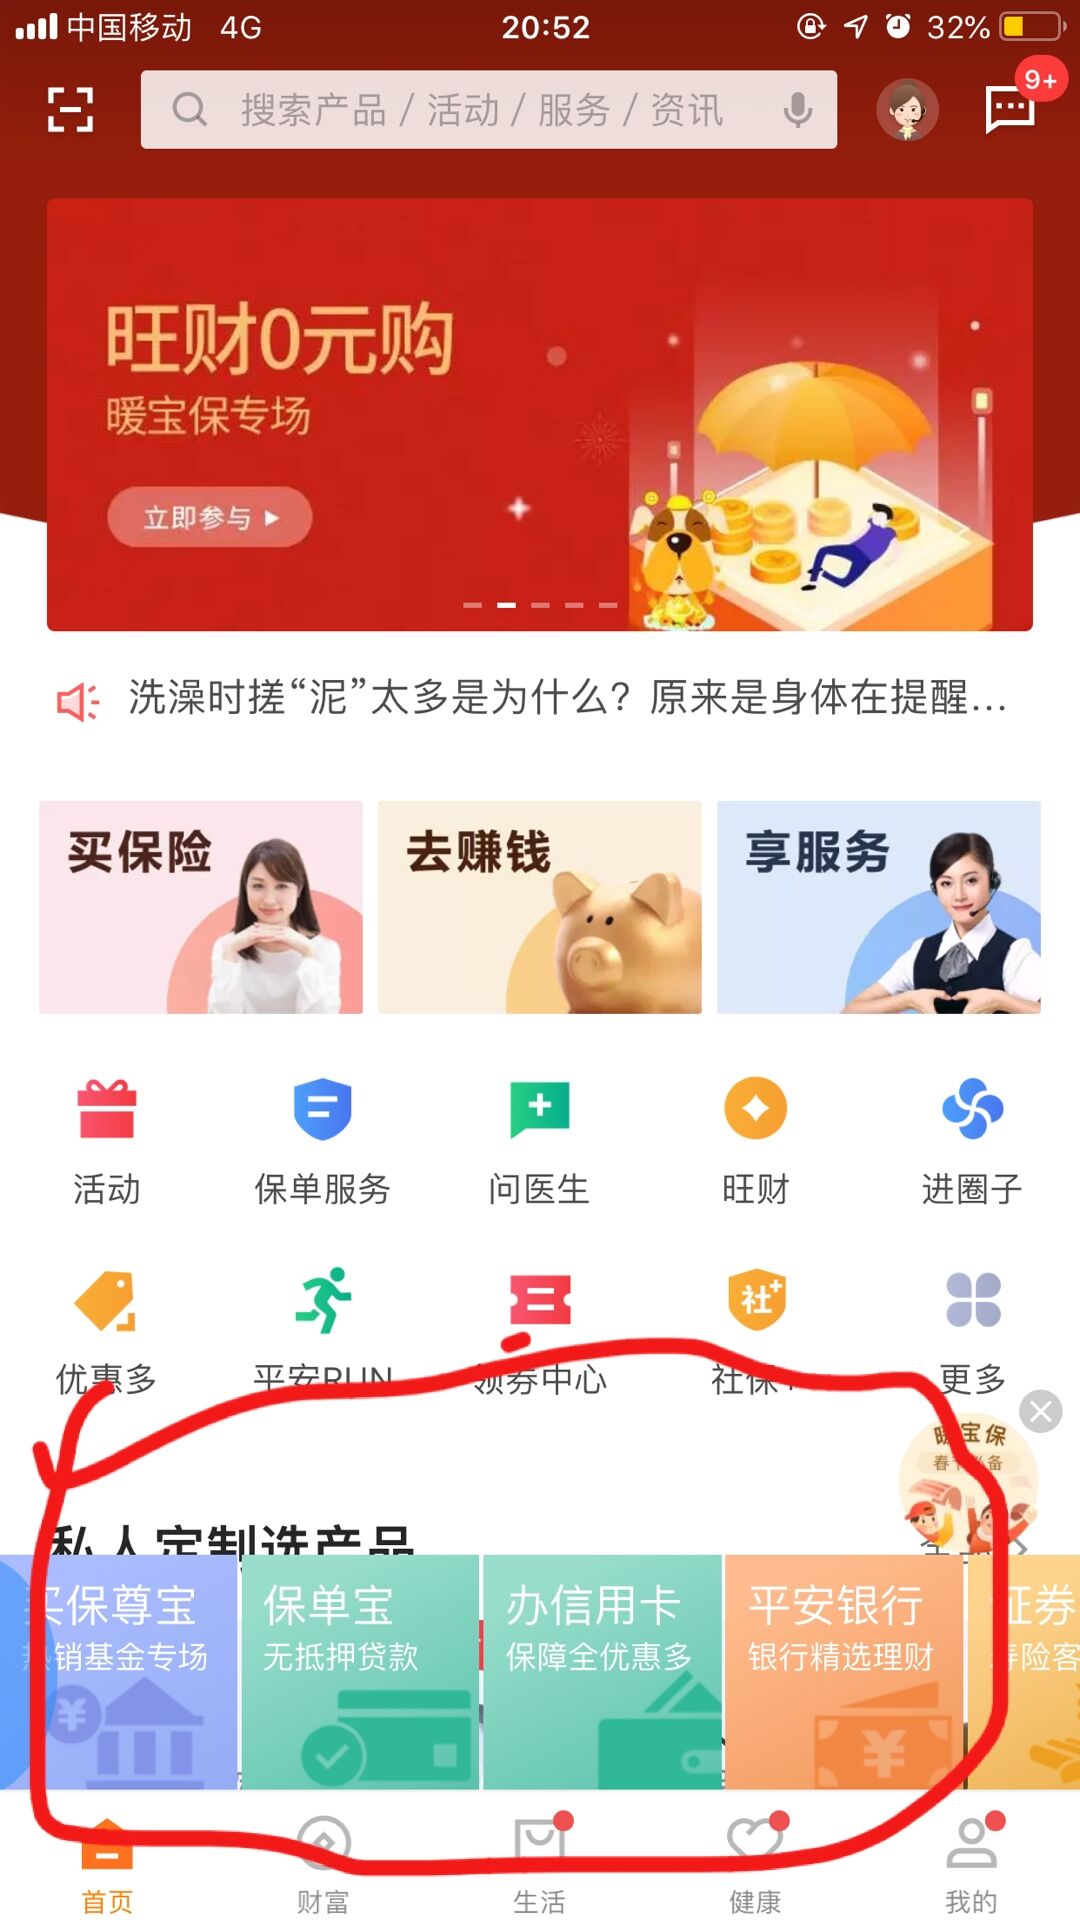 中国移动 4G 20:52 32%
搜索产品 / 活动 / 服务 / 资讯
9+
旺财0元购
暖宝保专场
立即参与
洗澡时搓“泥”太多是为什么？原来是身体在提醒...
买保险 去赚钱 享服务
活动 保单服务 问医生 旺财 进圈子
社+
优惠多 平安RUN 领券中心 社保+ 更多
暖宝保
春节必备
私人定制选产品
买保尊宝 保单宝 办信用卡 平安银行 证券
热销基金专场 无抵押贷款 保障全优惠多 银行精选理财 寿险客
¥ ¥
首页 财富 生活 健康 我的